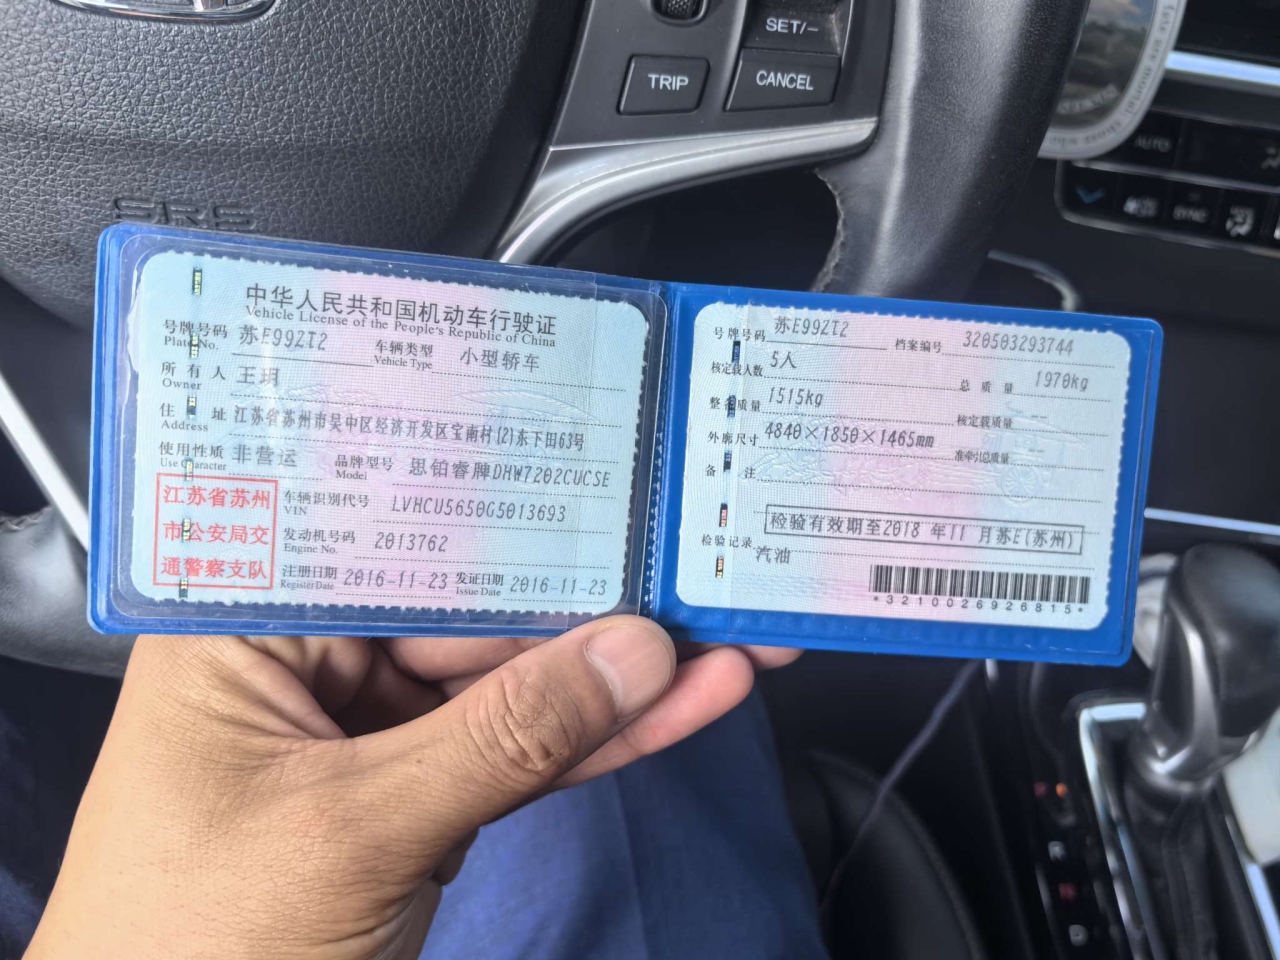 SET/−
TRIP
CANCEL
SRS
AUTO
SYNC
中华人民共和国机动车行驶证
Vehicle License of the People's Republic of China
号牌号码 苏E99ZT2 车辆类型 小型轿车
Plate No. Vehicle Type
所有人 王玥
Owner
住址 江苏省苏州市吴中区经济开发区宝南村(2)东下田63号
Address
使用性质 非营运 品牌型号 思铂睿牌DHW7202CUCSE
Use Character Model
江苏省苏州
市公安局交
通警察支队
车辆识别代号 LVHCU5650G5013693
VIN
发动机号码 2013762
Engine No.
注册日期 2016-11-23 发证日期 2016-11-23
Register Date Issue Date
号牌号码 苏E99ZT2 档案编号 320503293744
核定载人数 5人 总质量 1970kg
整备质量 1515kg 核定载质量 --
外廓尺寸 4840×1850×1465mm 准牵引总质量 --
备注
检验有效期至2018 年11 月苏E(苏州)
检验记录
汽油
*3210026926815*
R
N
D